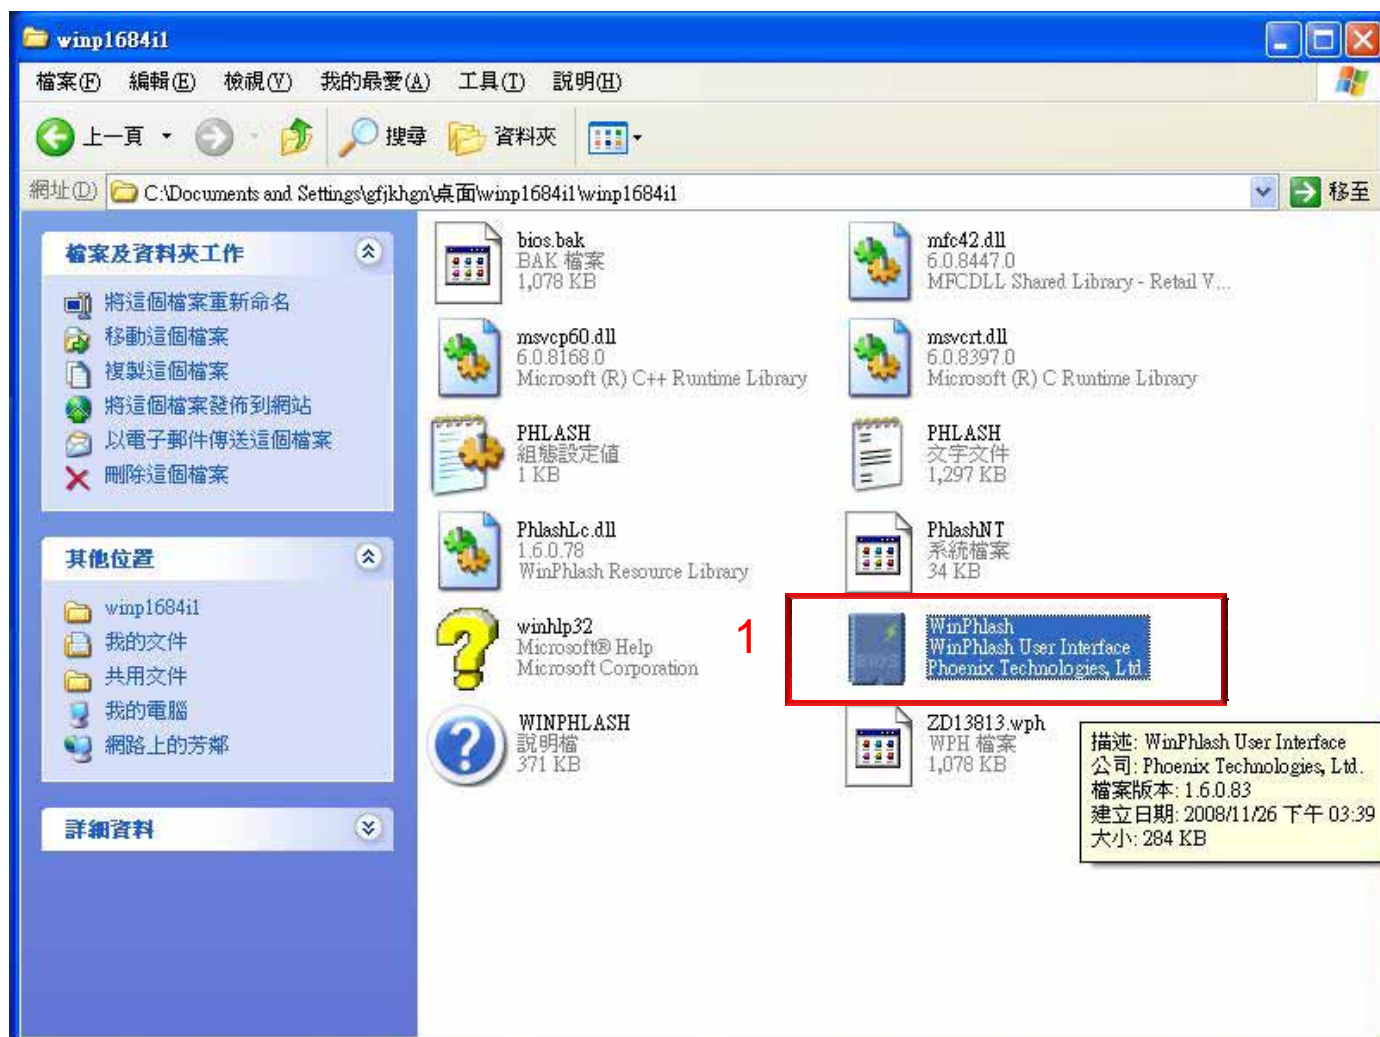 winp1684i1
檔案(F) 編輯(E) 檢視(V) 我的最愛(A) 工具(T) 說明(H)
上一頁 搜尋 資料夾
網址(D) C:\Documents and Settings\gfjkhgn\桌面\winp1684i1\winp1684i1 移至
檔案及資料夾工作
將這個檔案重新命名
移動這個檔案
複製這個檔案
將這個檔案發佈到網站
以電子郵件傳送這個檔案
刪除這個檔案
其他位置
winp1684i1
我的文件
共用文件
我的電腦
網路上的芳鄰
詳細資料
bios.bak
BAK 檔案
1,078 KB
mfc42.dll
6.0.8447.0
MFCDLL Shared Library - Retail V...
msvcp60.dll
6.0.8168.0
Microsoft (R) C++ Runtime Library
msvcrt.dll
6.0.8397.0
Microsoft (R) C Runtime Library
PHLASH
組態設定值
1 KB
PHLASH
文字文件
1,297 KB
PhlashLc.dll
1.6.0.78
WinPhlash Resource Library
PhlashNT
系統檔案
34 KB
winhlp32
Microsoft® Help
Microsoft Corporation
1
BIOS
WinPhlash
WinPhlash User Interface
Phoenix Technologies, Ltd.
WINPHLASH
說明檔
371 KB
ZD13813.wph
WPH 檔案
1,078 KB
描述: WinPhlash User Interface
公司: Phoenix Technologies, Ltd.
檔案版本: 1.6.0.83
建立日期: 2008/11/26 下午 03:39
大小: 284 KB